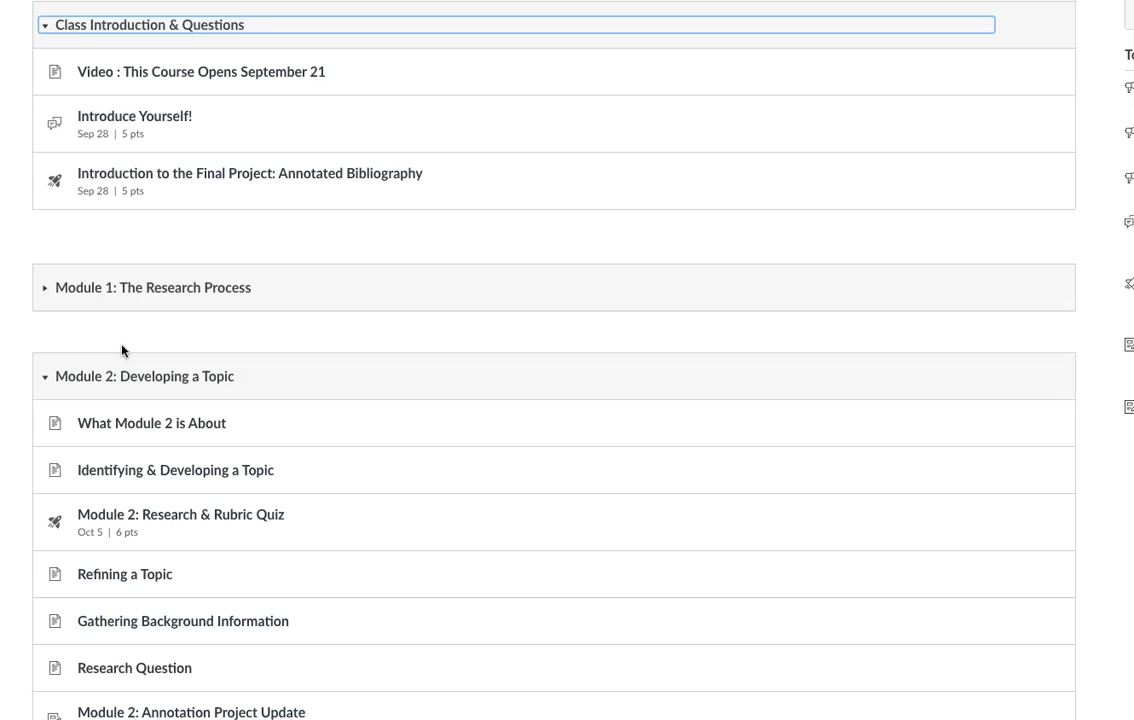 Class Introduction & Questions
Video : This Course Opens September 21
Introduce Yourself!
Sep 28 | 5 pts
Introduction to the Final Project: Annotated Bibliography
Sep 28 | 5 pts
Module 1: The Research Process
Module 2: Developing a Topic
What Module 2 is About
Identifying & Developing a Topic
Module 2: Research & Rubric Quiz
Oct 5 | 6 pts
Refining a Topic
Gathering Background Information
Research Question
Module 2: Annotation Project Update